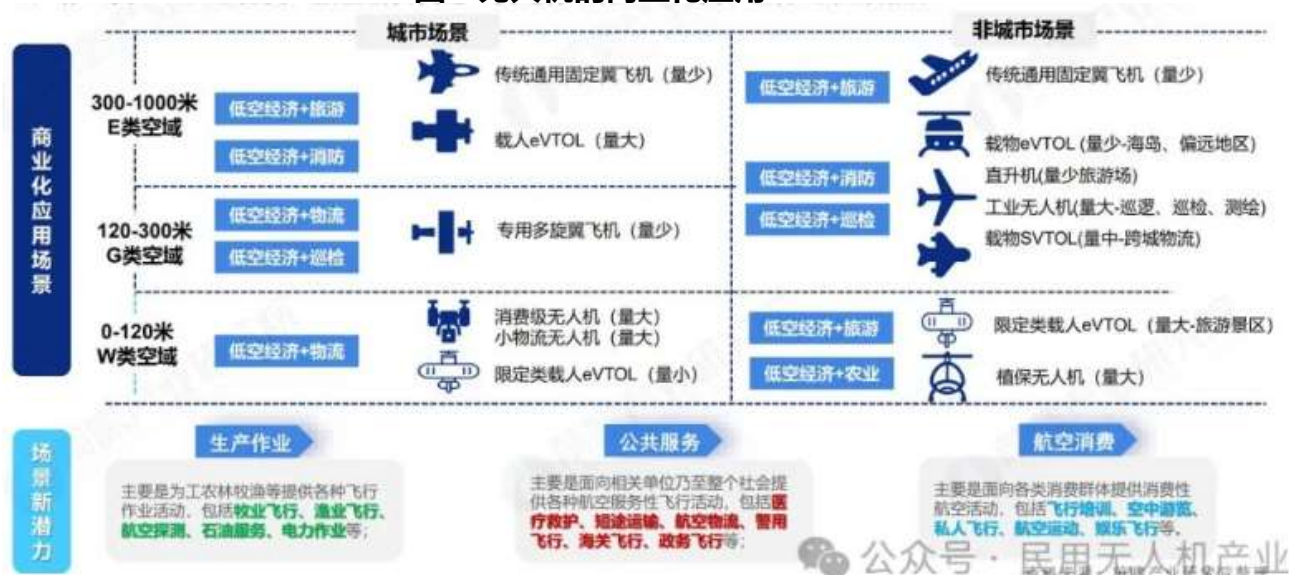 城市场景
非城市场景
商业化应用场景
300-1000米
E类空域
低空经济+旅游
低空经济+消防
传统通用固定翼飞机（量少）
载人eVTOL（量大）
120-300米
G类空域
低空经济+物流
低空经济+巡检
专用多旋翼飞机（量少）
0-120米
W类空域
低空经济+物流
消费级无人机（量大）
小物流无人机（量大）
限定类载人eVTOL（量小）
低空经济+旅游
传统通用固定翼飞机（量少）
低空经济+消防
低空经济+巡检
载物eVTOL (量少-海岛、偏远地区)
直升机(量少旅游场)
工业无人机(量大-巡逻、巡检、测绘)
载物SVTOL(量中-跨城物流)
低空经济+旅游
限定类载人eVTOL（量大-旅游景区）
低空经济+农业
植保无人机（量大）
场景新潜力
生产作业
主要是为工农林牧渔等提供各种飞行
作业活动，包括牧业飞行、渔业飞行、
航空探测、石油服务、电力作业等；
公共服务
主要是面向相关单位乃至整个社会提
供各种航空服务性飞行活动，包括医
疗救护、短途运输、航空物流、警用
飞行、海关飞行、政务飞行等；
航空消费
主要是面向各类消费群体提供消费性
航空活动，包括飞行培训、空中游览、
私人飞行、航空运动、娱乐飞行等。
公众号 · 民用无人机产业